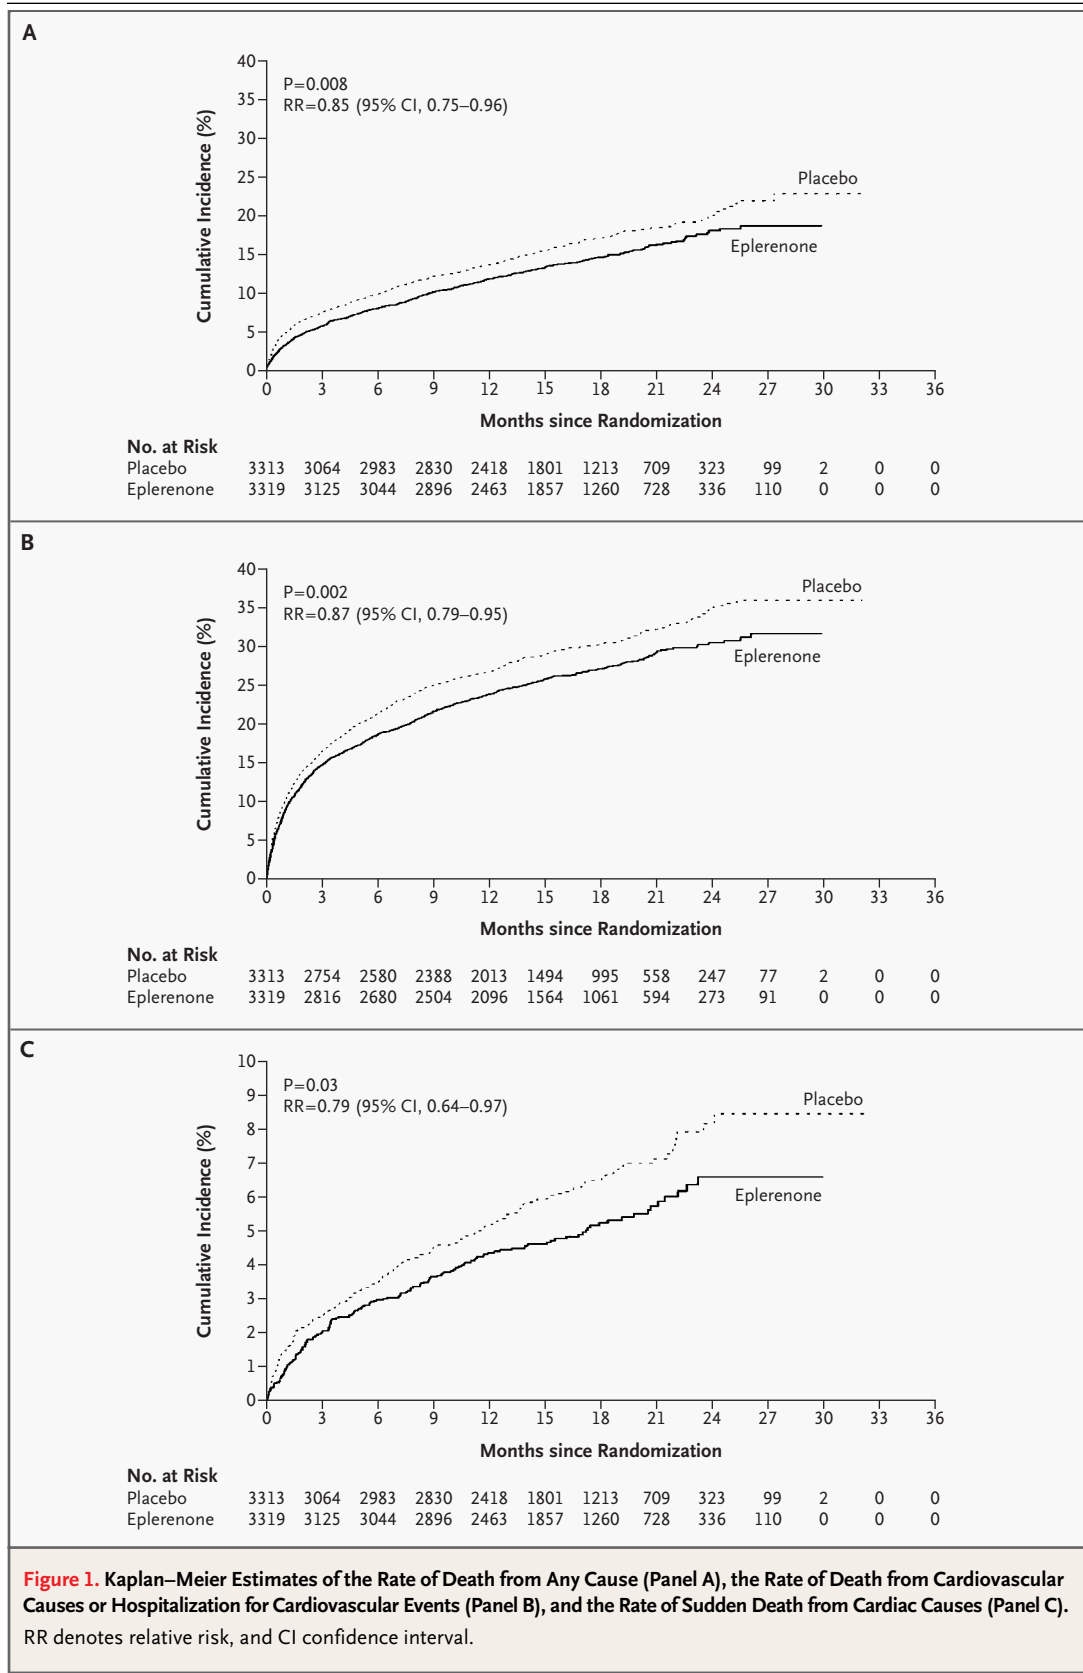 A
40
P=0.008
35
RR=0.85 (95% CI, 0.75–0.96)
30
25
Placebo
20
Eplerenone
15
10
5
0
Cumulative Incidence (%)
0 3 6 9 12 15 18 21 24 27 30 33 36
Months since Randomization
No. at Risk
Placebo 3313 3064 2983 2830 2418 1801 1213 709 323 99 2 0 0
Eplerenone 3319 3125 3044 2896 2463 1857 1260 728 336 110 0 0 0
B
40
P=0.002
Placebo
35
RR=0.87 (95% CI, 0.79–0.95)
30
Eplerenone
25
20
15
10
5
0
Cumulative Incidence (%)
0 3 6 9 12 15 18 21 24 27 30 33 36
Months since Randomization
No. at Risk
Placebo 3313 2754 2580 2388 2013 1494 995 558 247 77 2 0 0
Eplerenone 3319 2816 2680 2504 2096 1564 1061 594 273 91 0 0 0
C
10
P=0.03
9
Placebo
RR=0.79 (95% CI, 0.64–0.97)
8
7
6
Eplerenone
5
4
3
2
1
0
Cumulative Incidence (%)
0 3 6 9 12 15 18 21 24 27 30 33 36
Months since Randomization
No. at Risk
Placebo 3313 3064 2983 2830 2418 1801 1213 709 323 99 2 0 0
Eplerenone 3319 3125 3044 2896 2463 1857 1260 728 336 110 0 0 0
Figure 1. Kaplan–Meier Estimates of the Rate of Death from Any Cause (Panel A), the Rate of Death from Cardiovascular
Causes or Hospitalization for Cardiovascular Events (Panel B), and the Rate of Sudden Death from Cardiac Causes (Panel C).
RR denotes relative risk, and CI confidence interval.